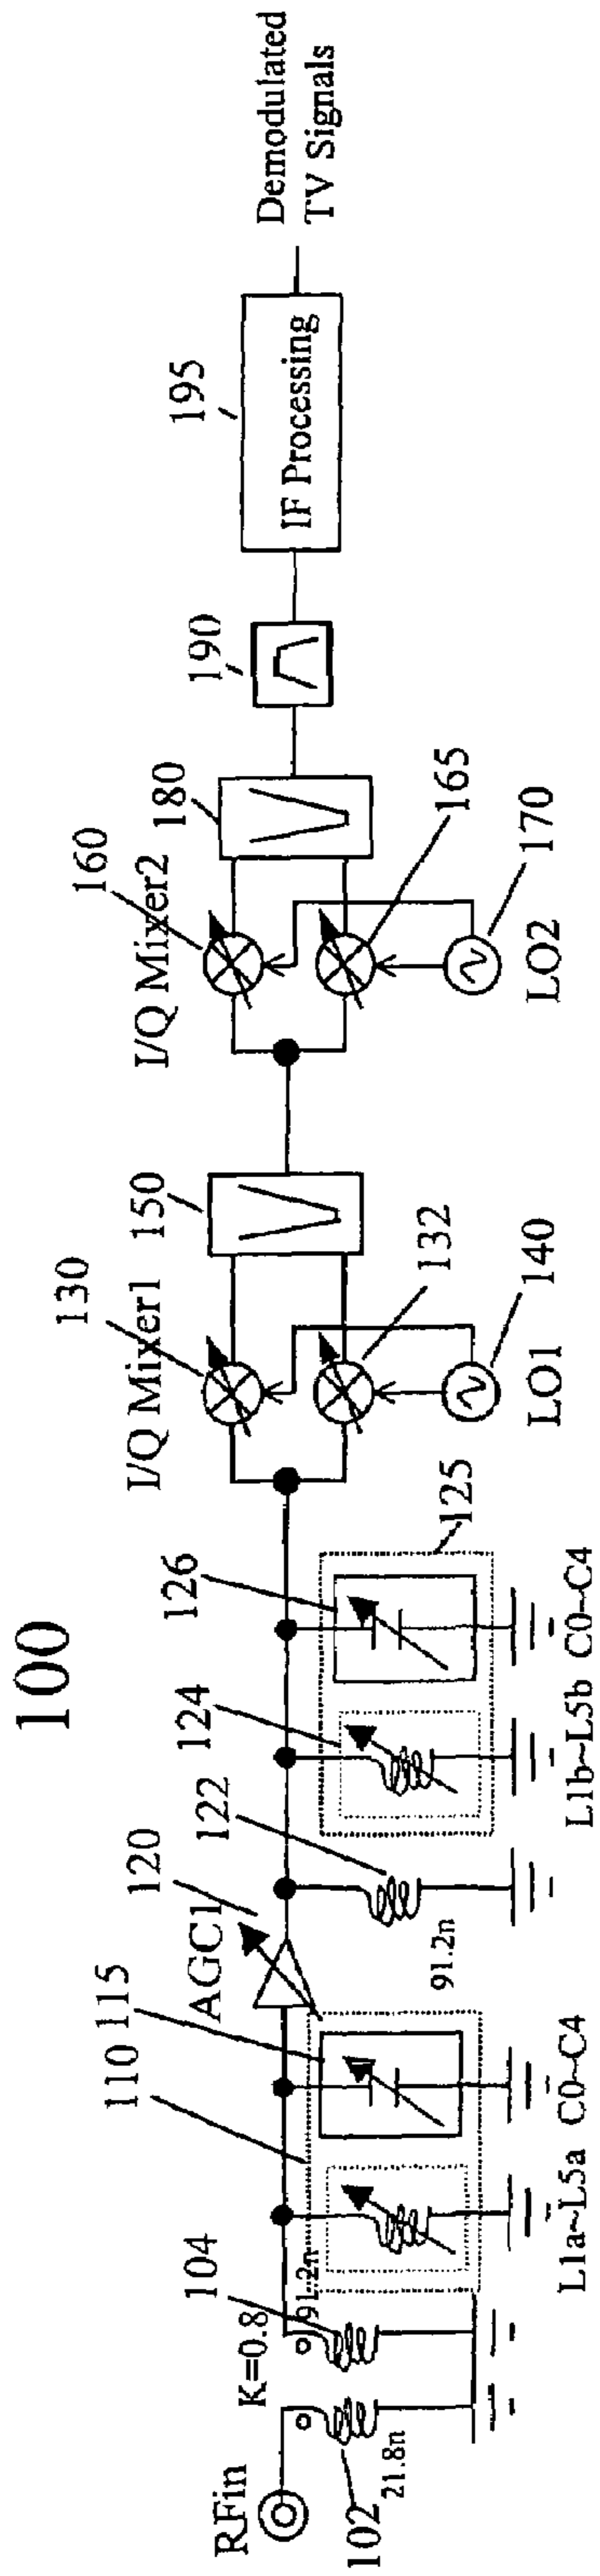 100
RFin
102
21.8n
K=0.8
91.2n
104
L1a~L5a
110
115
C0~C4
AGC1
120
91.2n
122
124
L1b~L5b
126
C0~C4
125
I/Q Mixer1
130
132
LO1
140
150
I/Q Mixer2
160
165
LO2
170
180
190
195
IF Processing
Demodulated
TV Signals